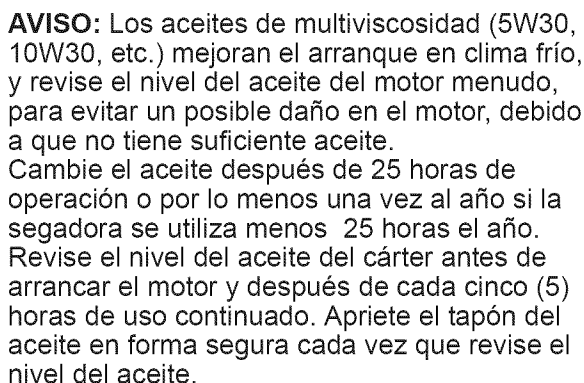 AVISO: Los aceites de multiviscosidad (5W30,
10W30, etc.) mejoran el arranque en clima frío,
y revise el nivel del aceite del motor menudo,
para evitar un posible daño en el motor, debido
a que no tiene suficiente aceite.
Cambie el aceite después de 25 horas de
operación o por lo menos una vez al año si la
segadora se utiliza menos 25 horas el año.
Revise el nivel del aceite del cárter antes de
arrancar el motor y después de cada cinco (5)
horas de uso continuado. Apriete el tapón del
aceite en forma segura cada vez que revise el
nivel del aceite.